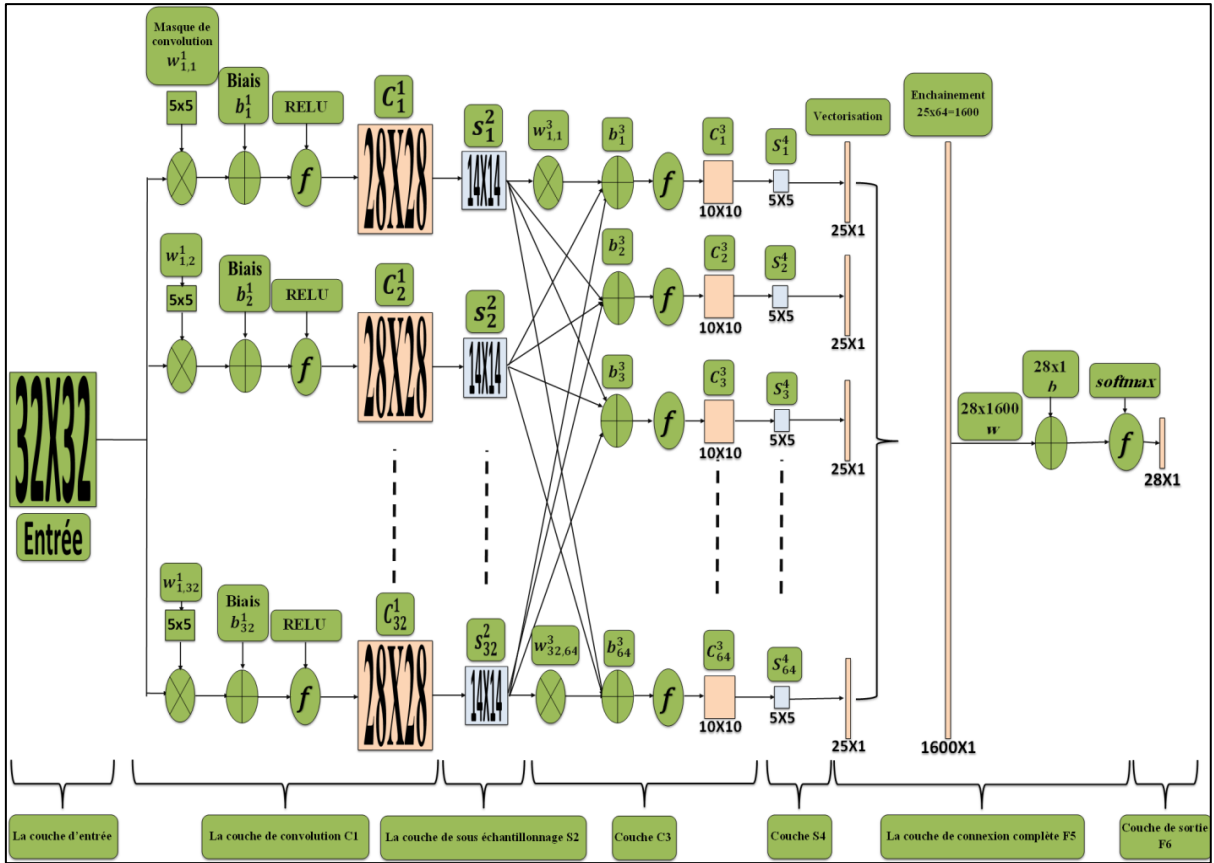 Masque de
convolution
w¹₁,₁
5x5
Biais
b¹₁
RELU
f
C¹₁
28X28
s²₁
14X14
w³₁,₁
b³₁
f
C³₁
10X10
S⁴₁
5X5
Vectorisation
25X1
Enchainement
25x64=1600
w¹₁,₂
5x5
Biais
b¹₂
RELU
f
C¹₂
28X28
s²₂
14X14
b³₂
f
C³₂
10X10
S⁴₂
5X5
25X1
b³₃
f
C³₃
10X10
S⁴₃
5X5
25X1
32X32
Entrée
28x1600
w
28x1
b
softmax
f
28X1
w¹₁,₃₂
5x5
Biais
b¹₃₂
RELU
f
C¹₃₂
28X28
s²₃₂
14X14
w³₃₂,₆₄
b³₆₄
f
C³₆₄
10X10
S⁴₆₄
5X5
25X1
1600X1
La couche d'entrée
La couche de convolution C1
La couche de sous échantillonnage S2
Couche C3
Couche S4
La couche de connexion complète F5
Couche de sortie
F6